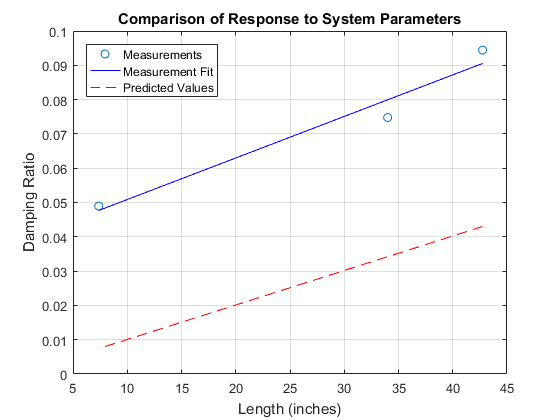 Comparison of Response to System Parameters
Measurements
Measurement Fit
Predicted Values
Damping Ratio
0.1
0.09
0.08
0.07
0.06
0.05
0.04
0.03
0.02
0.01
0
5 10 15 20 25 30 35 40 45
Length (inches)